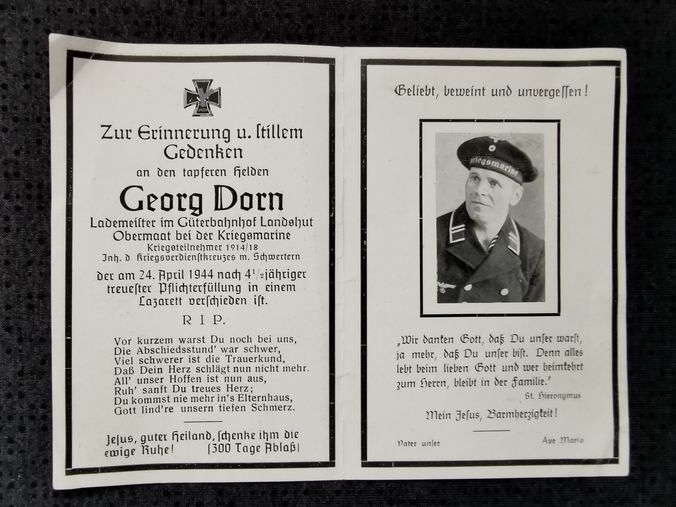 Zur Erinnerung u. stillem
Gedenken
an den tapferen Helden
Georg Dorn
Lademeister im Güterbahnhof Landshut
Obermaat bei der Kriegsmarine
Kriegsteilnehmer 1914/18
Inh. d Kriegsverdienstkreuzes m. Schwertern
der am 24. April 1944 nach 4 1/2 jähriger
treuester Pflichterfüllung in einem
Lazarett verschieden ist.
R I P.
Vor kurzem warst Du noch bei uns,
Die Abschiedsstund' war schwer,
Viel schwerer ist die Trauerkund,
Daß Dein Herz schlägt nun nicht mehr.
All' unser Hoffen ist nun aus,
Ruh' sanft Du treues Herz;
Du kommst nie mehr in's Elternhaus,
Gott lind're unsern tiefen Schmerz.
Jesus, guter Heiland, schenke ihm die
ewige Ruhe! (300 Tage Ablaß)
Geliebt, beweint und unvergessen!
Kriegsmarine
„Wir danken Gott, daß Du unser warst,
ja mehr, daß Du unser bist. Denn alles
lebt beim lieben Gott und wer heimkehrt
zum Herrn, bleibt in der Familie."
St. Hieronymus
Mein Jesus, Barmherzigkeit!
Vater unser Ave Maria